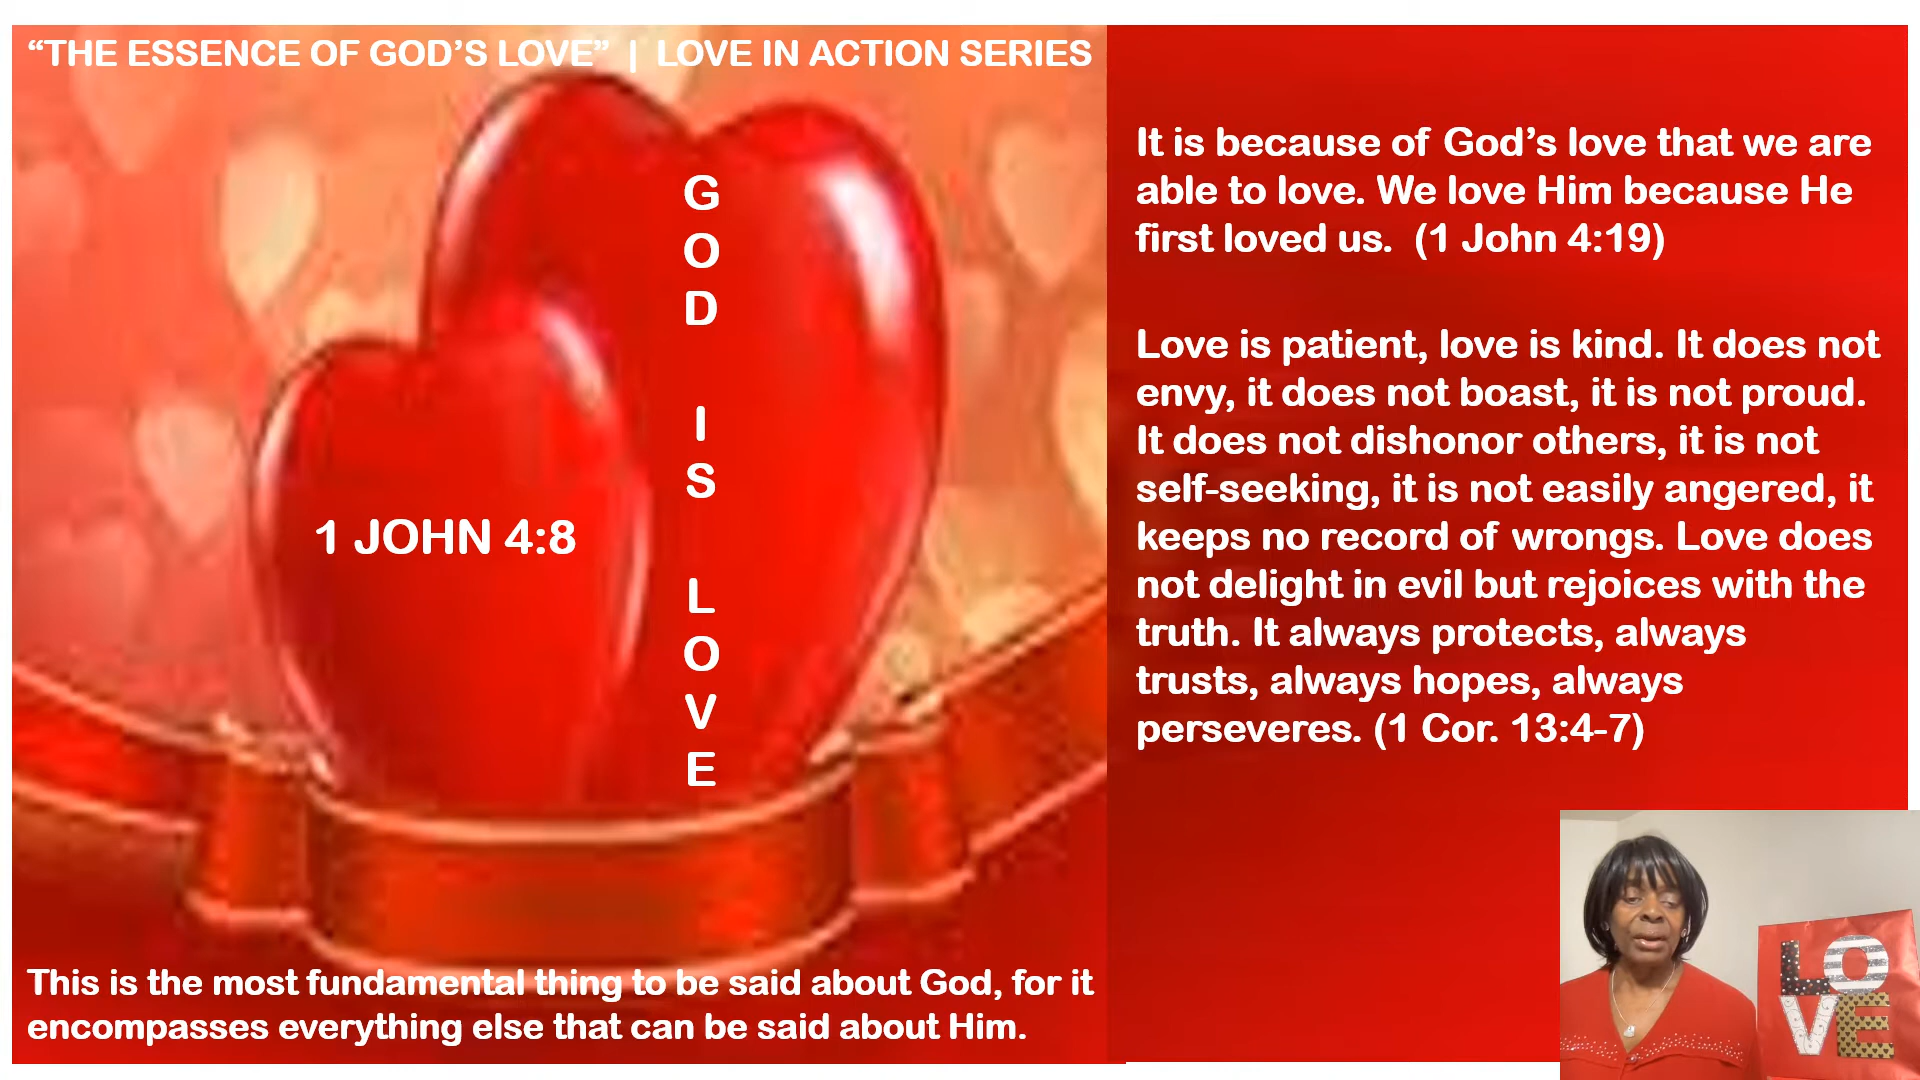 “THE ESSENCE OF GOD’S LOVE” | LOVE IN ACTION SERIES
G
O
D
I
S
L
O
V
E
1 JOHN 4:8
This is the most fundamental thing to be said about God, for it
encompasses everything else that can be said about Him.
It is because of God’s love that we are
able to love. We love Him because He
first loved us. (1 John 4:19)
Love is patient, love is kind. It does not
envy, it does not boast, it is not proud.
It does not dishonor others, it is not
self-seeking, it is not easily angered, it
keeps no record of wrongs. Love does
not delight in evil but rejoices with the
truth. It always protects, always
trusts, always hopes, always
perseveres. (1 Cor. 13:4-7)
LO
VE